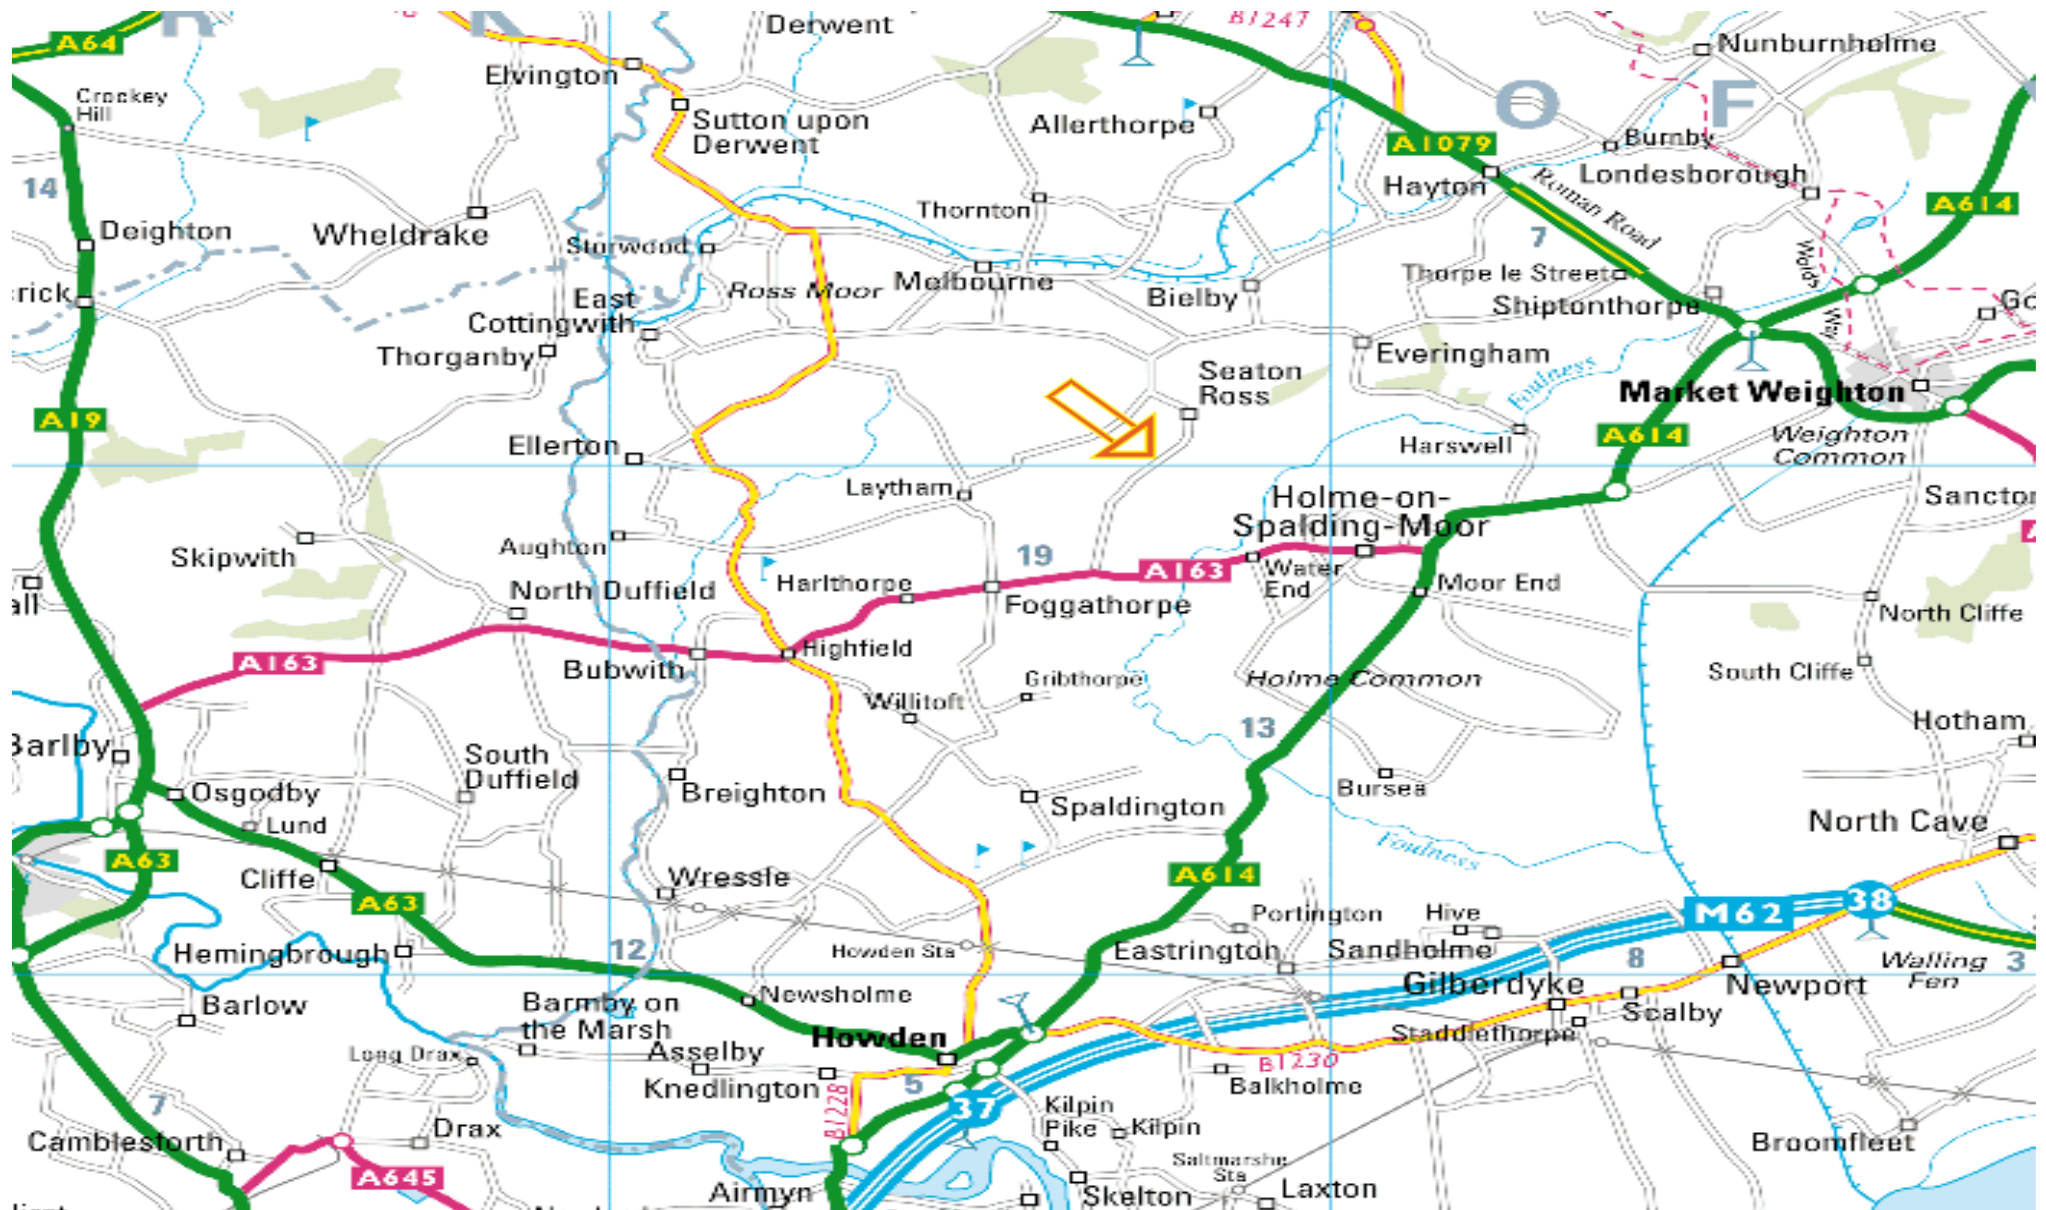 R
K
Derwent
B1247
A64
Nunburnholme
Elvington
Crockey
Hill
O
F
Sutton upon
Derwent
Allerthorpe
A1079
Burnby
14
Hayton
Roman Road
Londesborough
Deighton
Wheldrake
Thornton
A614
Storwood
7
Wolds
Way
rick
East
Cottingwith
Ross Moor
Melbourne
Bielby
Thorpe le Street
Shiptonthorpe
Go
Thorganby
Everingham
Seaton
Ross
Foulness
Market Weighton
A19
Ellerton
Harswell
A614
Weighton
Common
Laytham
Holme-on-
Spalding-Moor
Sancton
Skipwith
Aughton
19
A163
Water
End
Moor End
all
North Duffield
Harlthorpe
Foggathorpe
North Cliffe
A163
Bubwith
Highfield
Gribthorpe
Holme Common
South Cliffe
Willitoft
13
Hotham
Barlby
South
Duffield
Osgodby
Breighton
Spaldington
Bursea
Lund
North Cave
A63
Cliffe
A63
Wressle
A614
Foulness
M62
38
Portington
Hive
Hemingbrough
12
Howden Sta
Eastrington
Sandholme
8
Walling
Fen
3
Barlow
Barmby on
the Marsh
Newsholme
Gilberdyke
Newport
Scalby
Howden
Staddlethorpe
Long Drax
Asselby
Knedlington
5
B1230
Balkholme
B1228
37
7
Kilpin
Pike
Kilpin
Camblesforth
Drax
Broomfleet
A645
Saltmarshe
Sta
Airmyn
Skelton
Laxton